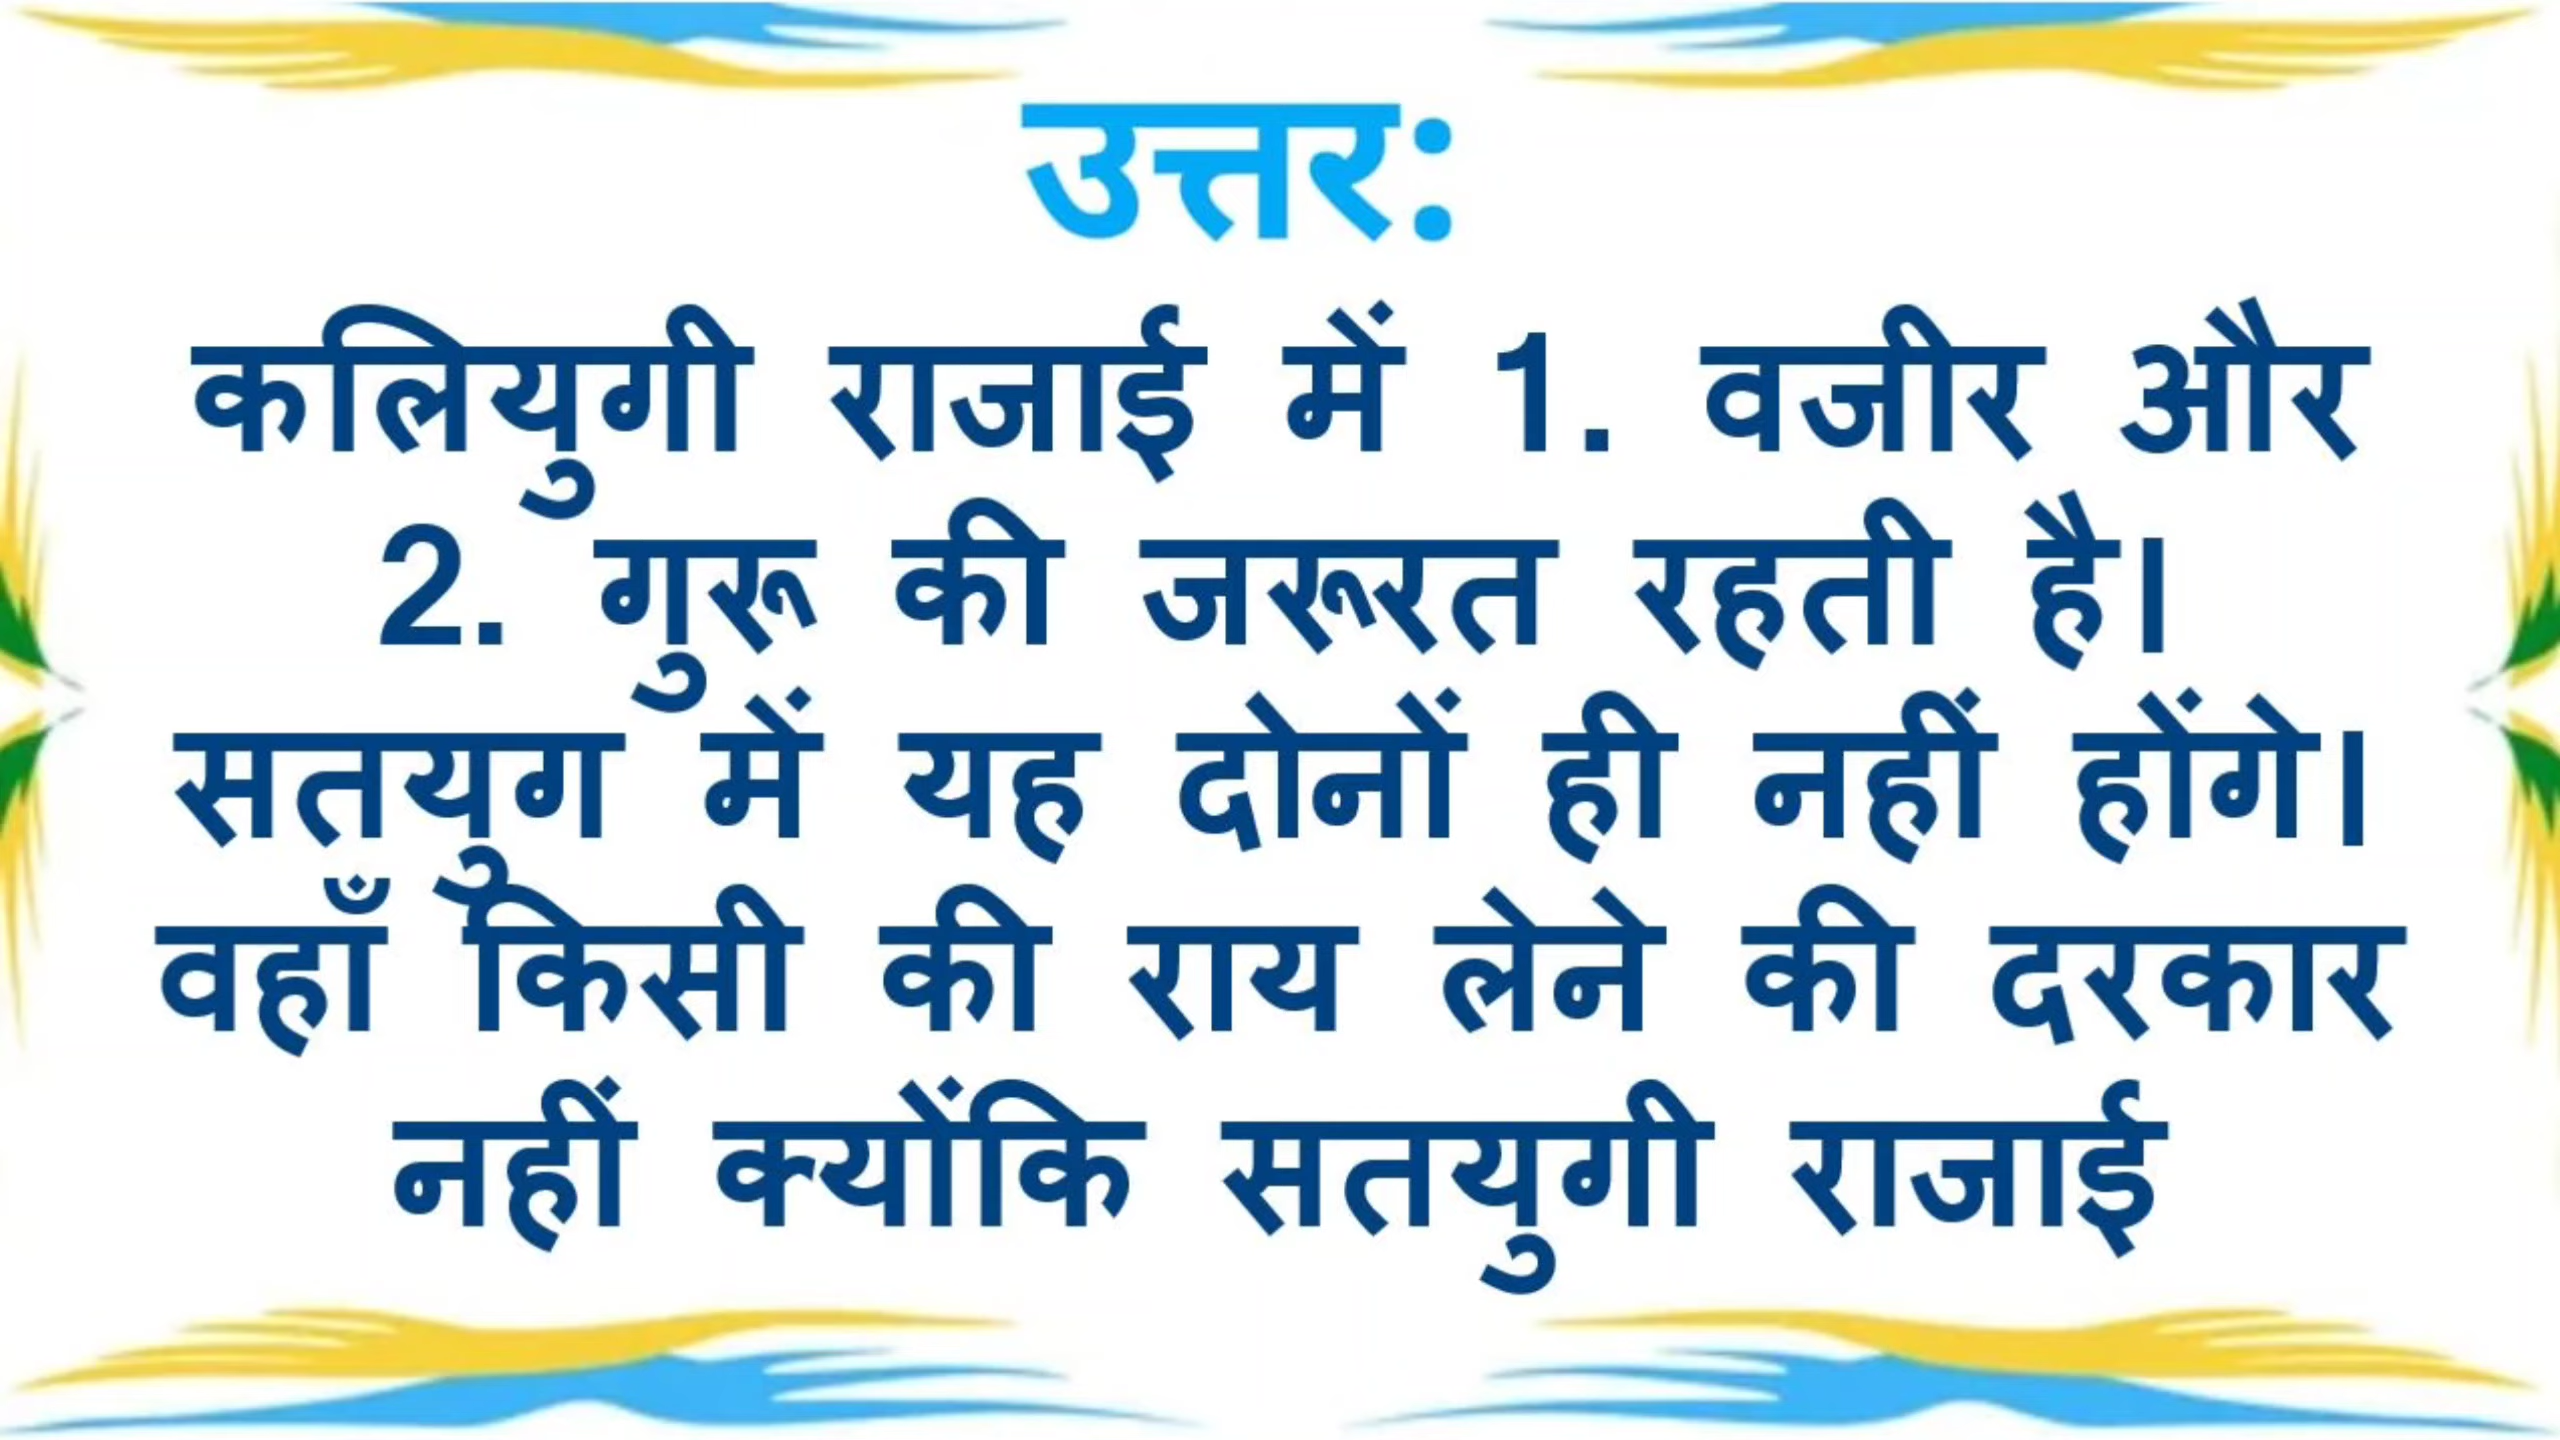 उत्तर:
कलियुगी राजाई में 1. वजीर और
2. गुरू की जरूरत रहती है।
सतयुग में यह दोनों ही नहीं होंगे।
वहाँ किसी की राय लेने की दरकार
नहीं क्योंकि सतयुगी राजाई